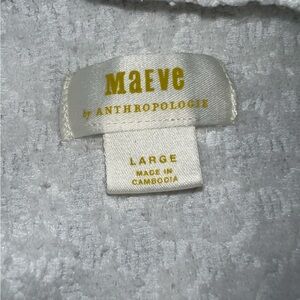 MaEVe
by ANTHROPOLOGIE
LARGE
MADE IN
CAMBODIA